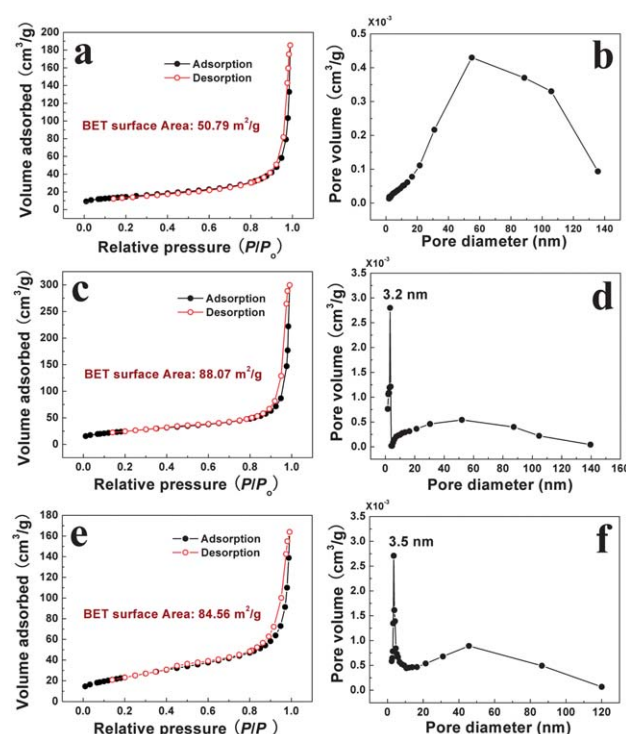 a
Volume adsorbed (cm³/g)
200
180
160
140
120
100
80
60
40
20
0
Adsorption
Desorption
BET surface Area: 50.79 m²/g
0.0 0.2 0.4 0.6 0.8 1.0
Relative pressure (P/Po)
b
X10⁻³
Pore volume (cm³/g)
0.5
0.4
0.3
0.2
0.1
0.0
0 20 40 60 80 100 120 140
Pore diameter (nm)
c
Volume adsorbed (cm³/g)
300
250
200
150
100
50
0
Adsorption
Desorption
BET surface Area: 88.07 m²/g
0.0 0.2 0.4 0.6 0.8 1.0
Relative pressure (P/Po)
d
X10⁻³
Pore volume (cm³/g)
3.5
3.0
2.5
2.0
1.5
1.0
0.5
0.0
3.2 nm
0 20 40 60 80 100 120 140 160
Pore diameter (nm)
e
Volume adsorbed (cm³/g)
180
160
140
120
100
80
60
40
20
0
Adsorption
Desorption
BET surface Area: 84.56 m²/g
0.0 0.2 0.4 0.6 0.8 1.0
Relative pressure (P/P)
f
X10⁻³
Pore volume (cm³/g)
3.5
3.0
2.5
2.0
1.5
1.0
0.5
0.0
3.5 nm
0 20 40 60 80 100 120
Pore diameter (nm)